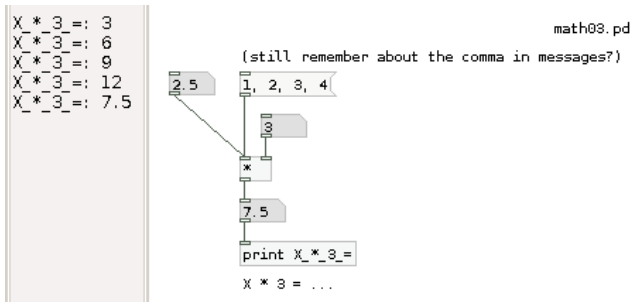 X_*_3_=: 3
X_*_3_=: 6
X_*_3_=: 9
X_*_3_=: 12
X_*_3_=: 7.5
math03.pd
(still remember about the comma in messages?)
2.5
1, 2, 3, 4
3
*
7.5
print X_*_3_=
X * 3 = ...